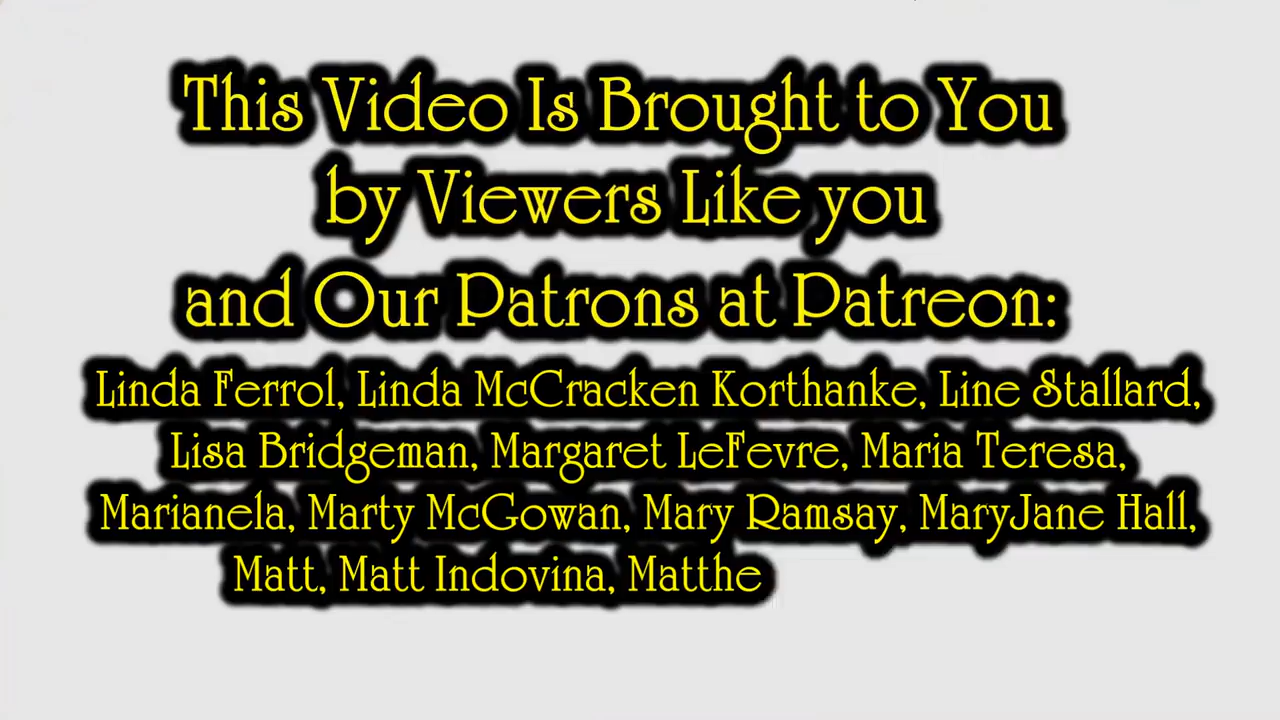 This Video Is Brought to You
by Viewers Like you
and Our Patrons at Patreon:
Linda Ferrol, Linda McCracken Korthanke, Line Stallard,
Lisa Bridgeman, Margaret LeFevre, Maria Teresa,
Marianela, Marty McGowan, Mary Ramsay, MaryJane Hall,
Matt, Matt Indovina, Matthe